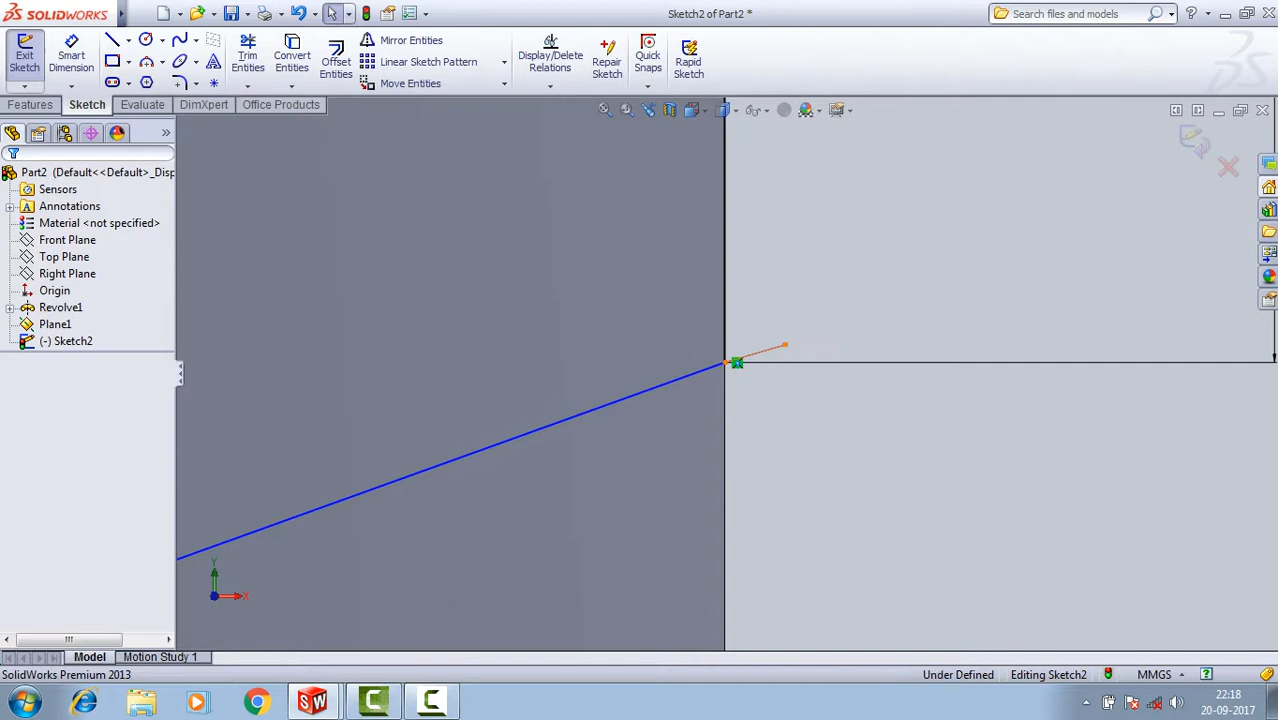 SOLIDWORKS
Sketch2 of Part2 *
Search files and models
Exit Sketch
Smart Dimension
Trim Entities
Convert Entities
Offset Entities
Mirror Entities
Linear Sketch Pattern
Move Entities
Display/Delete Relations
Repair Sketch
Quick Snaps
Rapid Sketch
Features
Sketch
Evaluate
DimXpert
Office Products
Part2 (Default<<Default>_Disp
Sensors
Annotations
Material <not specified>
Front Plane
Top Plane
Right Plane
Origin
Revolve1
Plane1
(-) Sketch2
Y
X
Model
Motion Study 1
SolidWorks Premium 2013
Under Defined
Editing Sketch2
MMGS
22:18
20-09-2017